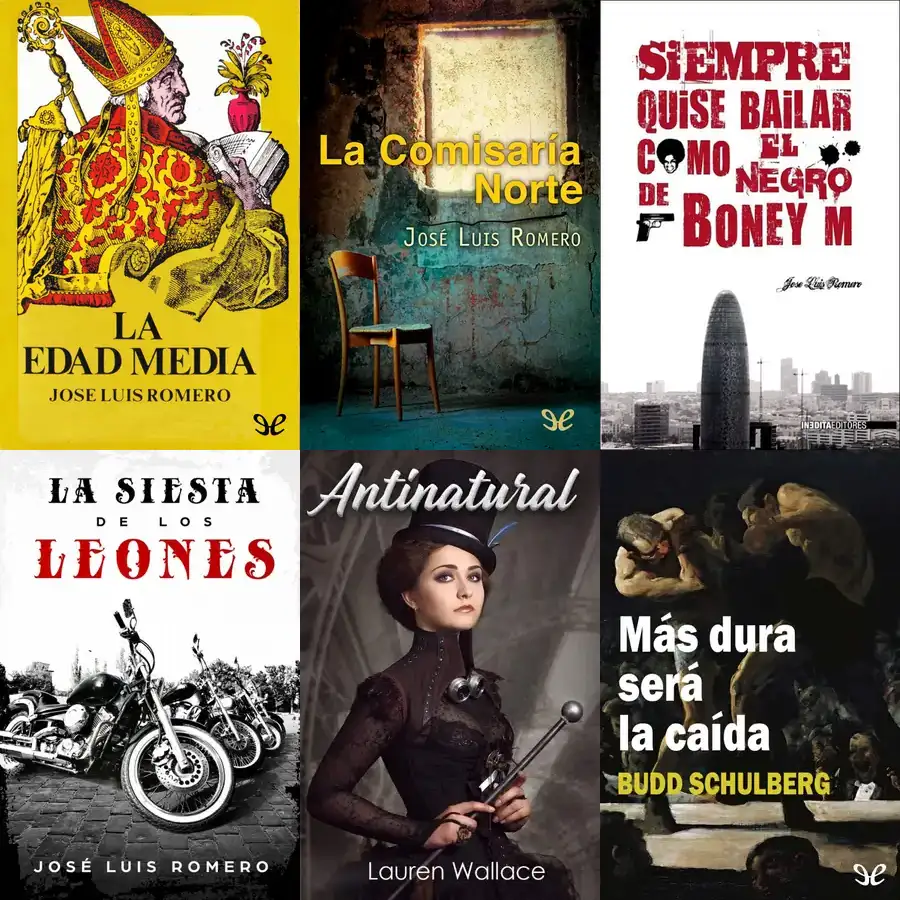 LA
EDAD MEDIA
JOSE LUIS ROMERO
La Comisaría
Norte
JOSÉ LUIS ROMERO
SiEMPRE
QUiSE BAiLAR
COMO EL
DE NEGRO
BONEY M
Jose Luis Romero
IN3DITAEDITORES
LA SIESTA
DE LOS
LEONES
JOSÉ LUIS ROMERO
Antinatural
Lauren Wallace
Más dura
será
la caída
BUDD SCHULBERG